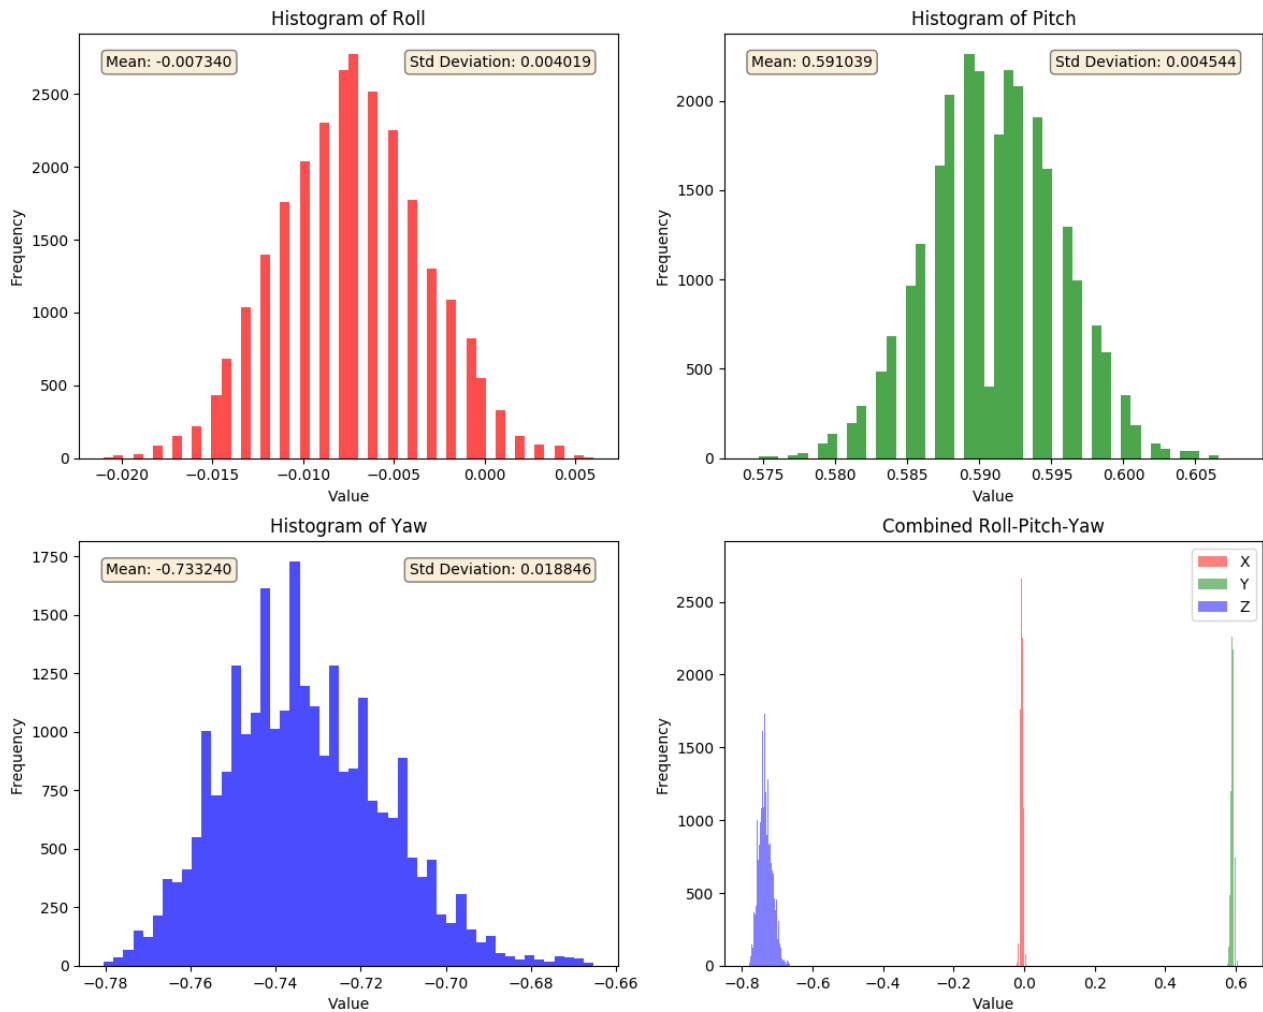 Histogram of Roll
Mean: -0.007340
Std Deviation: 0.004019
Frequency
2500
2000
1500
1000
500
0
−0.020
−0.015
−0.010
−0.005
0.000
0.005
Value
Histogram of Pitch
Mean: 0.591039
Std Deviation: 0.004544
Frequency
2000
1500
1000
500
0
0.575
0.580
0.585
0.590
0.595
0.600
0.605
Value
Histogram of Yaw
Mean: -0.733240
Std Deviation: 0.018846
Frequency
1750
1500
1250
1000
750
500
250
0
−0.78
−0.76
−0.74
−0.72
−0.70
−0.68
−0.66
Value
Combined Roll-Pitch-Yaw
X
Y
Z
Frequency
2500
2000
1500
1000
500
0
−0.8
−0.6
−0.4
−0.2
0.0
0.2
0.4
0.6
Value